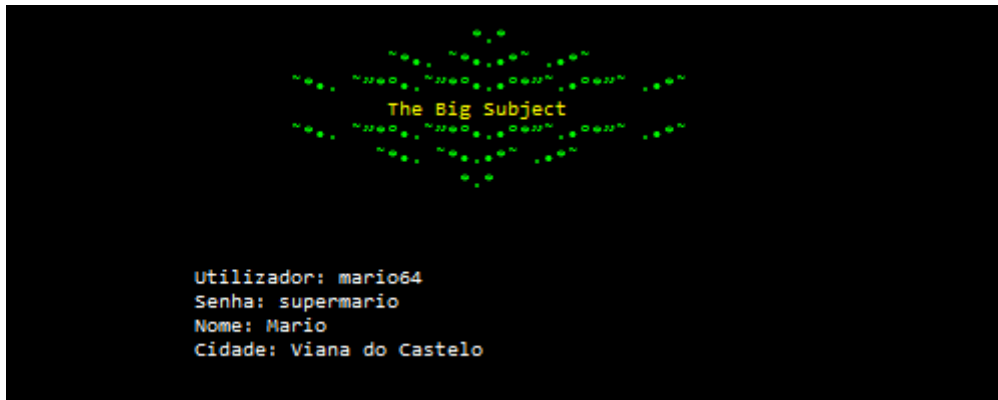 The Big Subject
Utilizador: mario64
Senha: supermario
Nome: Mario
Cidade: Viana do Castelo